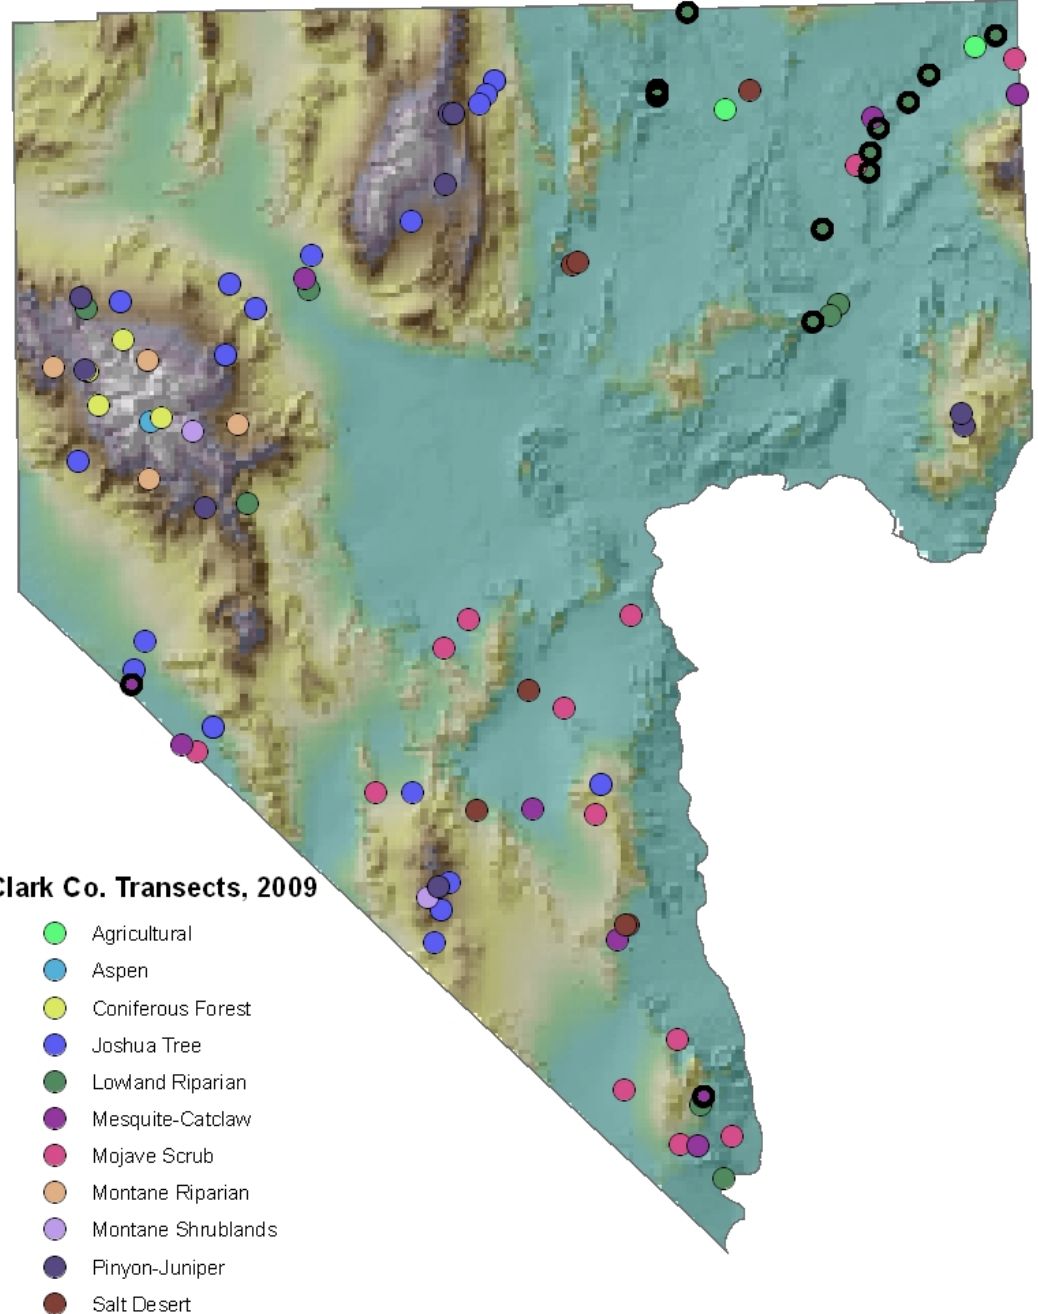 Clark Co. Transects, 2009
Agricultural
Aspen
Coniferous Forest
Joshua Tree
Lowland Riparian
Mesquite-Catclaw
Mojave Scrub
Montane Riparian
Montane Shrublands
Pinyon-Juniper
Salt Desert